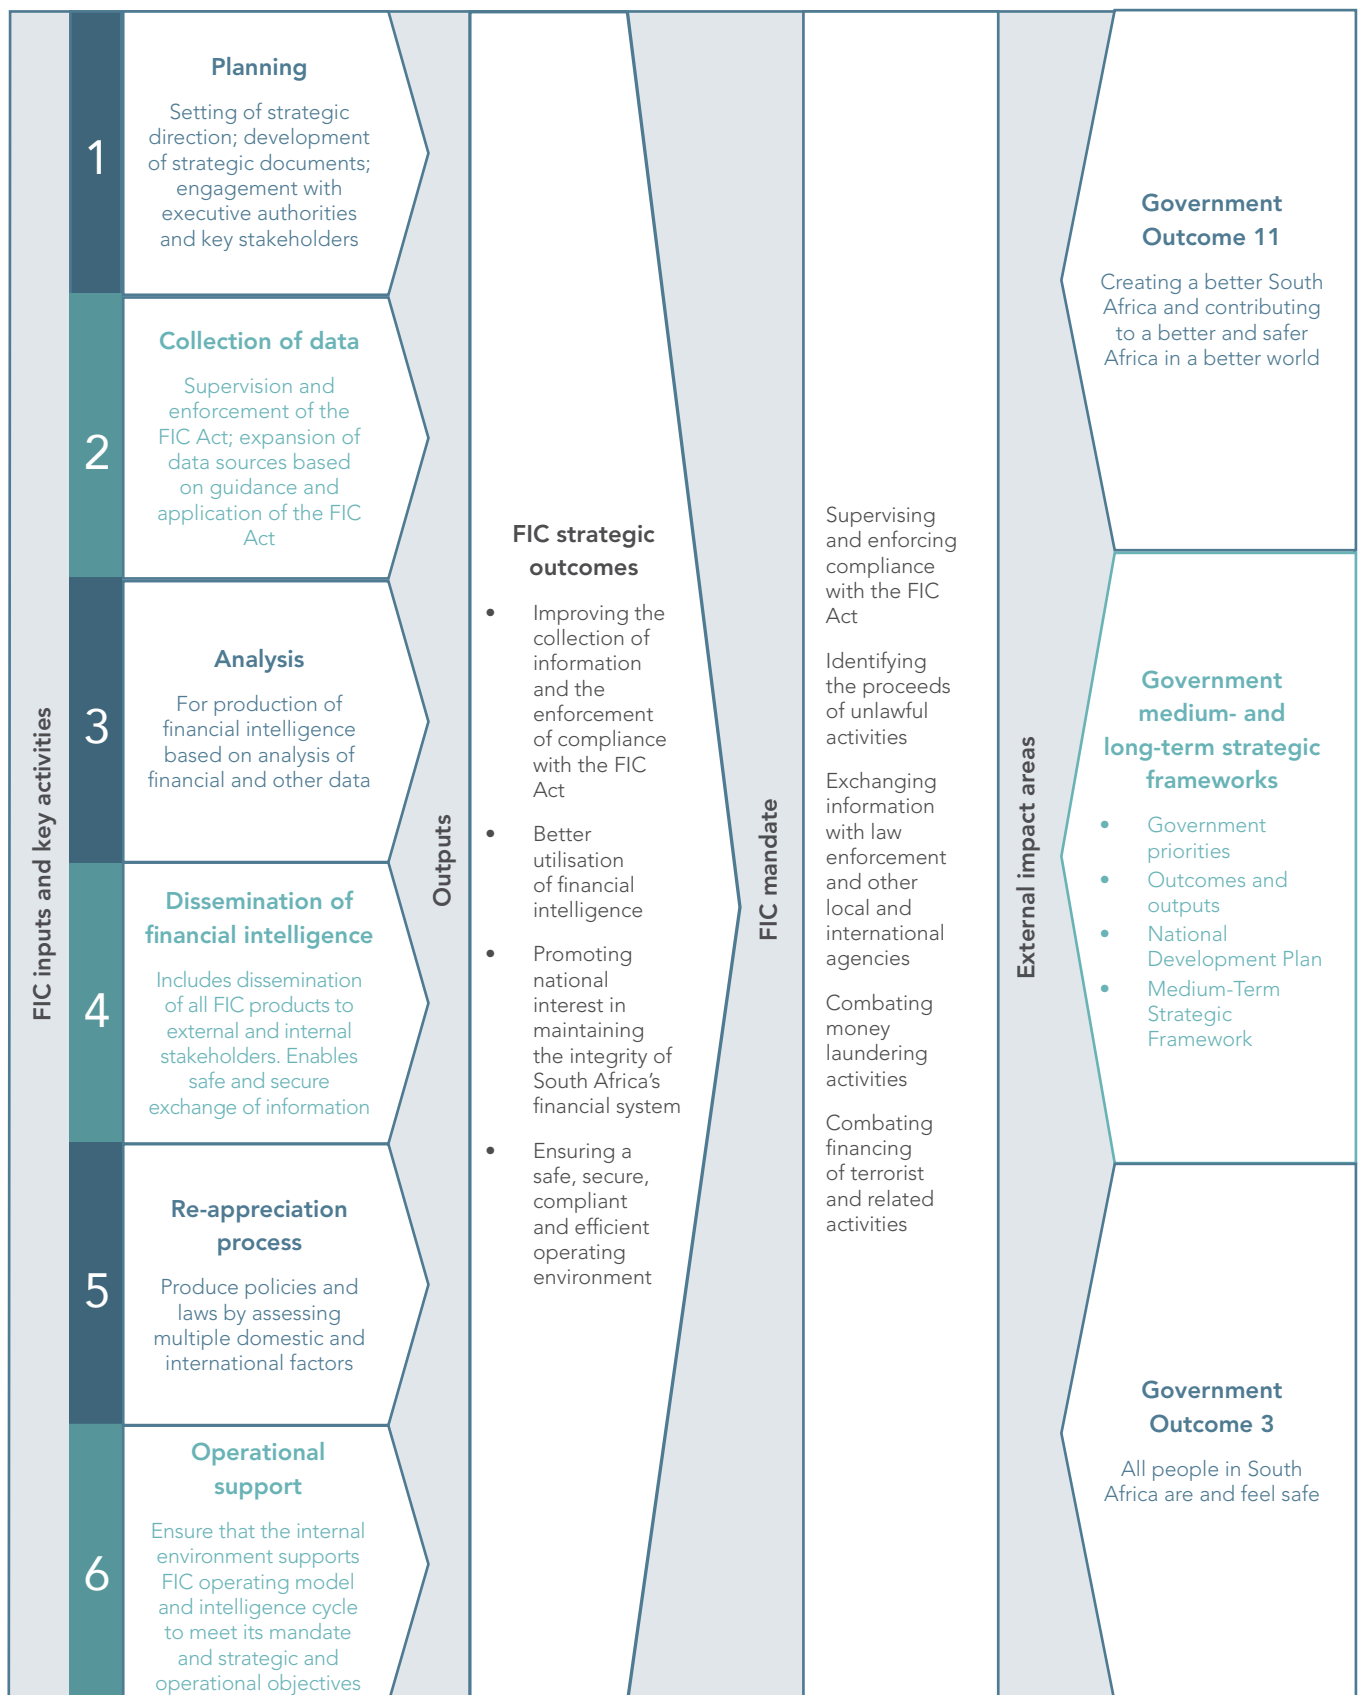 FIC inputs and key activities
1
Planning
Setting of strategic
direction; development
of strategic documents;
engagement with
executive authorities
and key stakeholders
2
Collection of data
Supervision and
enforcement of the
FIC Act; expansion of
data sources based
on guidance and
application of the FIC
Act
3
Analysis
For production of
financial intelligence
based on analysis of
financial and other data
4
Dissemination of
financial intelligence
Includes dissemination
of all FIC products to
external and internal
stakeholders. Enables
safe and secure
exchange of information
5
Re-appreciation
process
Produce policies and
laws by assessing
multiple domestic and
international factors
6
Operational
support
Ensure that the internal
environment supports
FIC operating model
and intelligence cycle
to meet its mandate
and strategic and
operational objectives
Outputs
FIC strategic
outcomes
• Improving the
collection of
information
and the
enforcement
of compliance
with the FIC
Act
• Better
utilisation
of financial
intelligence
• Promoting
national
interest in
maintaining
the integrity of
South Africa's
financial system
• Ensuring a
safe, secure,
compliant
and efficient
operating
environment
FIC mandate
Supervising
and enforcing
compliance
with the FIC
Act
Identifying
the proceeds
of unlawful
activities
Exchanging
information
with law
enforcement
and other
local and
international
agencies
Combating
money
laundering
activities
Combating
financing
of terrorist
and related
activities
External impact areas
Government
Outcome 11
Creating a better South
Africa and contributing
to a better and safer
Africa in a better world
Government
medium- and
long-term strategic
frameworks
• Government
priorities
• Outcomes and
outputs
• National
Development Plan
• Medium-Term
Strategic
Framework
Government
Outcome 3
All people in South
Africa are and feel safe